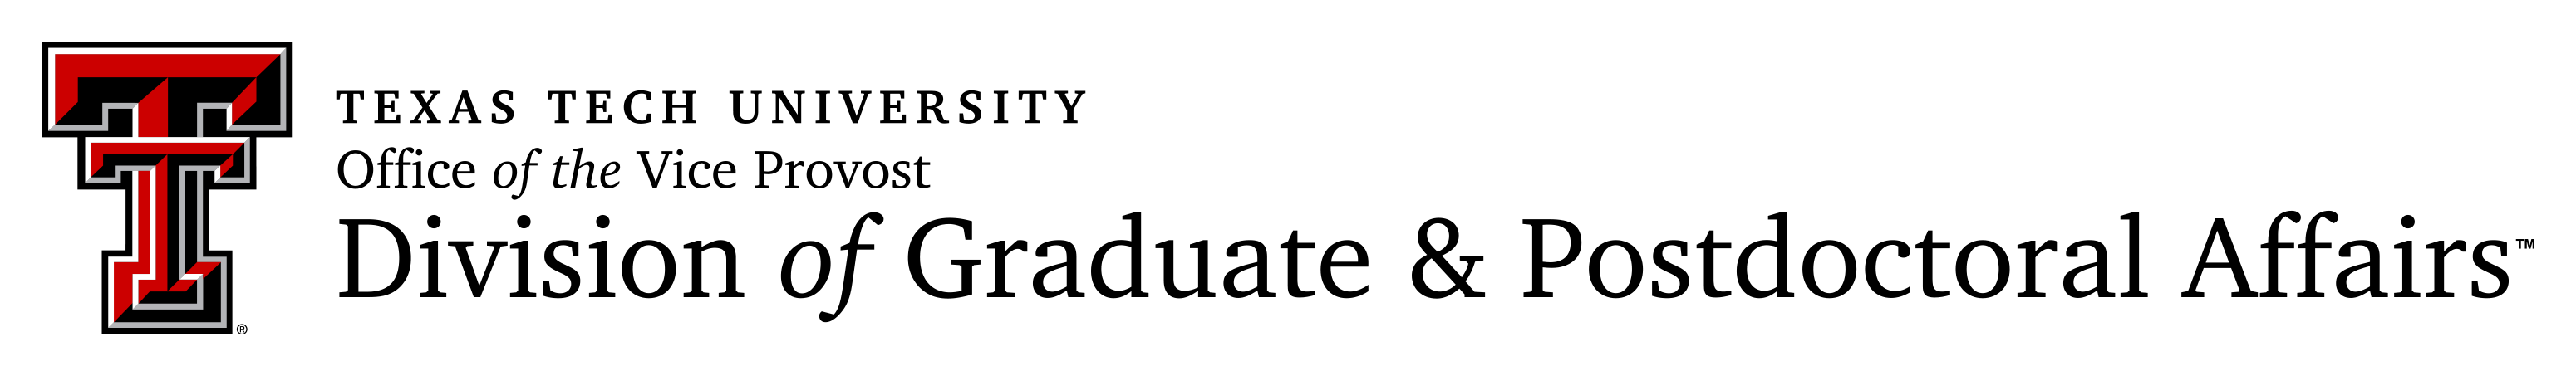 TEXAS TECH UNIVERSITY
Office of the Vice Provost
Division of Graduate & Postdoctoral Affairs™
®